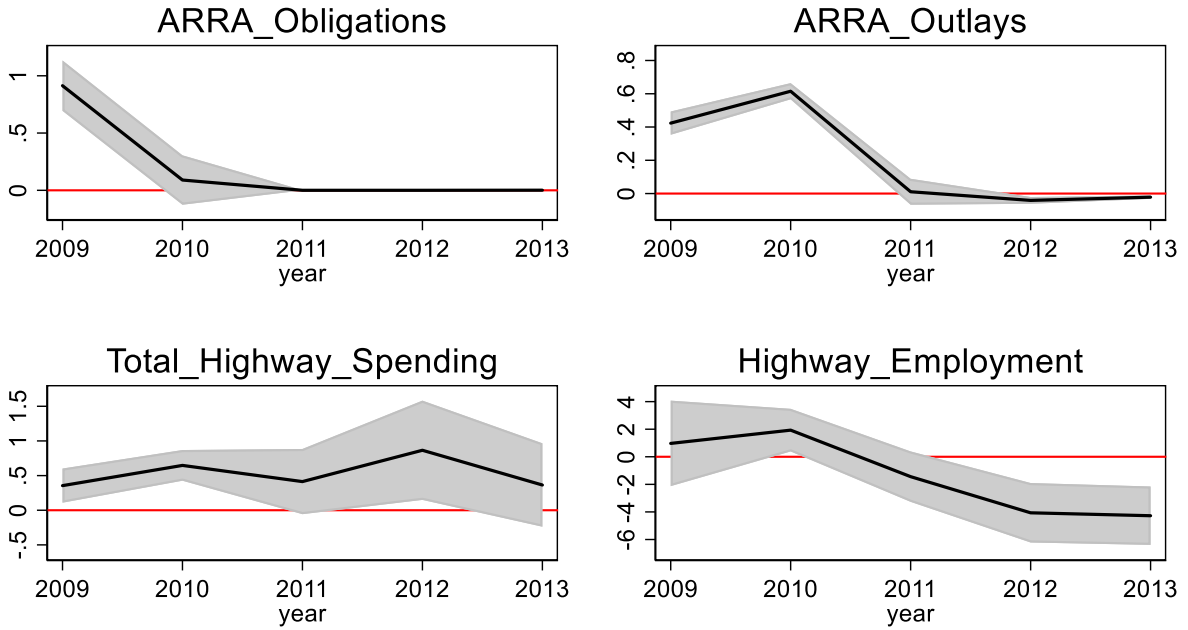 ARRA_Obligations
1
.5
0
2009 2010 2011 2012 2013
year
ARRA_Outlays
.8
.6
.4
.2
0
2009 2010 2011 2012 2013
year
Total_Highway_Spending
1.5
1
.5
0
-.5
2009 2010 2011 2012 2013
year
Highway_Employment
4
2
0
-2
-4
-6
2009 2010 2011 2012 2013
year